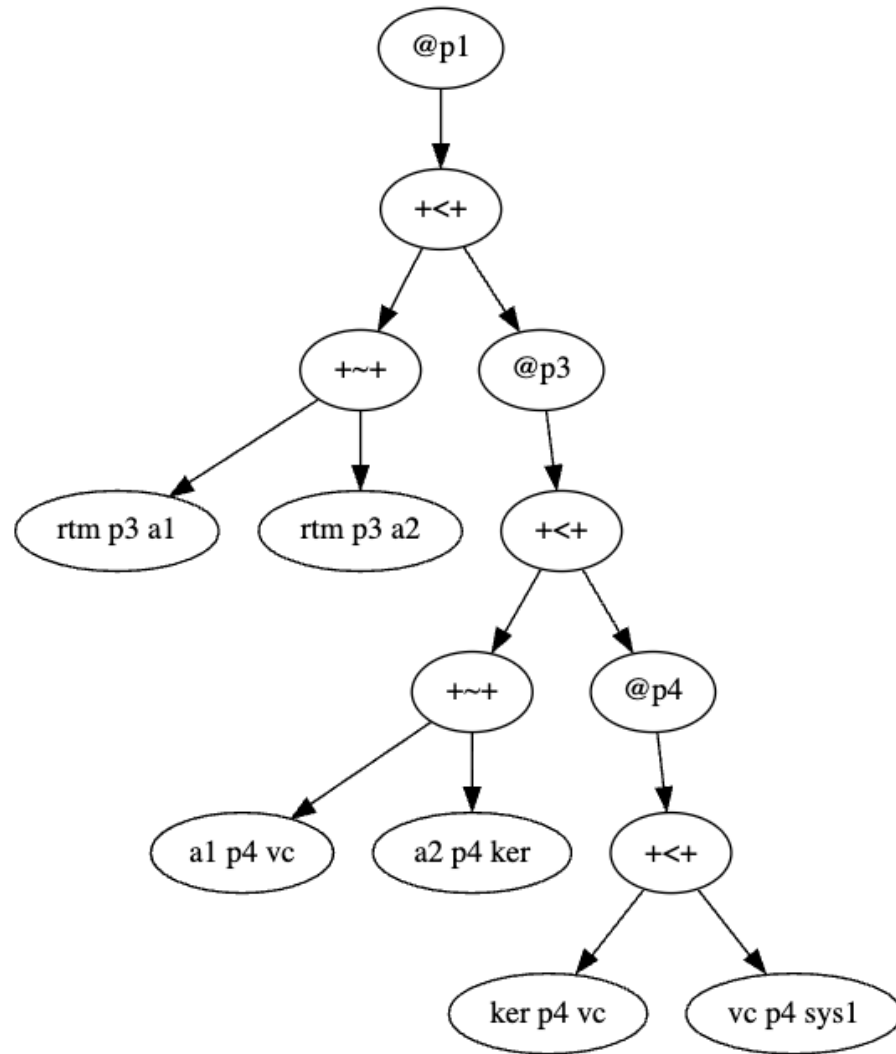 @p1
+<+
+~+
@p3
rtm p3 a1
rtm p3 a2
+<+
+~+
@p4
a1 p4 vc
a2 p4 ker
+<+
ker p4 vc
vc p4 sys1